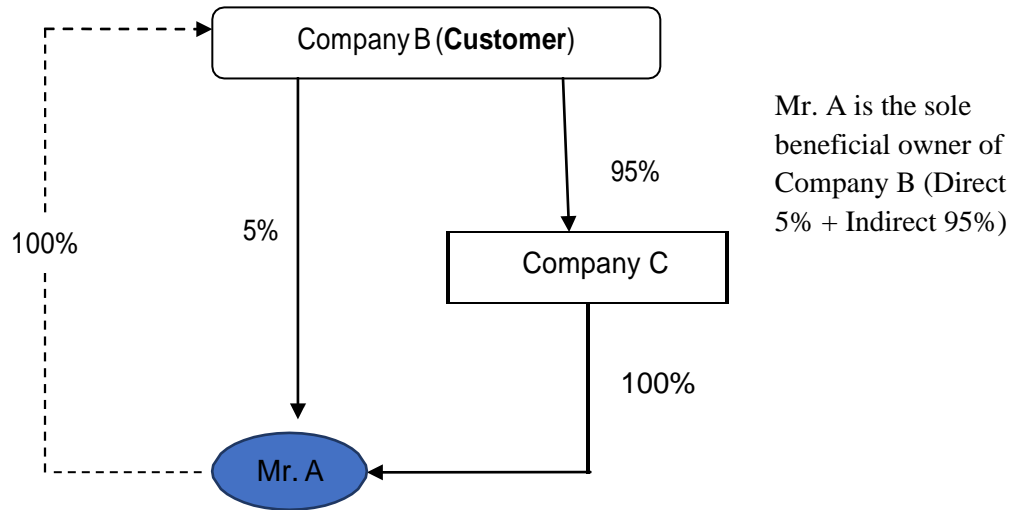 Company B (Customer)
Mr. A is the sole
beneficial owner of
Company B (Direct
5% + Indirect 95%)
95%
5%
100%
Company C
100%
Mr. A